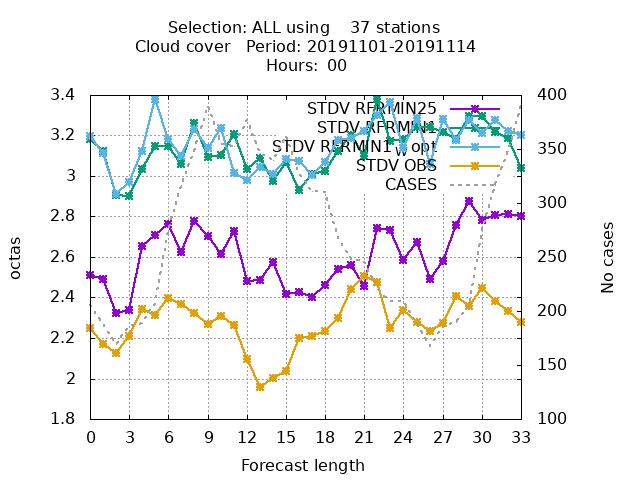 Selection: ALL using 37 stations
Cloud cover Period: 20191101-20191114
Hours: 00
STDV RFRMIN25
STDV RFRMIN1
STDV RFRMIN1_w_opt
STDV OBS
CASES
octas
No cases
3.4
3.2
3
2.8
2.6
2.4
2.2
2
1.8
400
350
300
250
200
150
100
0 3 6 9 12 15 18 21 24 27 30 33
Forecast length